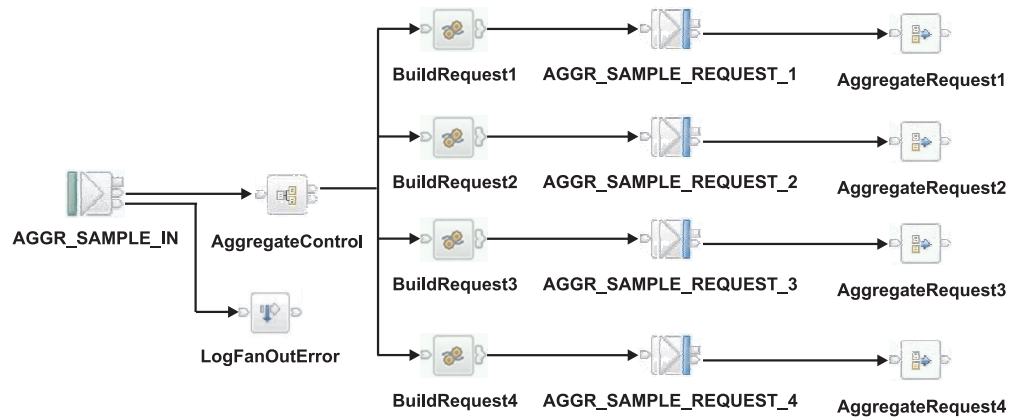 BuildRequest1
AGGR_SAMPLE_REQUEST_1
AggregateRequest1
BuildRequest2
AGGR_SAMPLE_REQUEST_2
AggregateRequest2
AGGR_SAMPLE_IN
AggregateControl
BuildRequest3
AGGR_SAMPLE_REQUEST_3
AggregateRequest3
LogFanOutError
BuildRequest4
AGGR_SAMPLE_REQUEST_4
AggregateRequest4